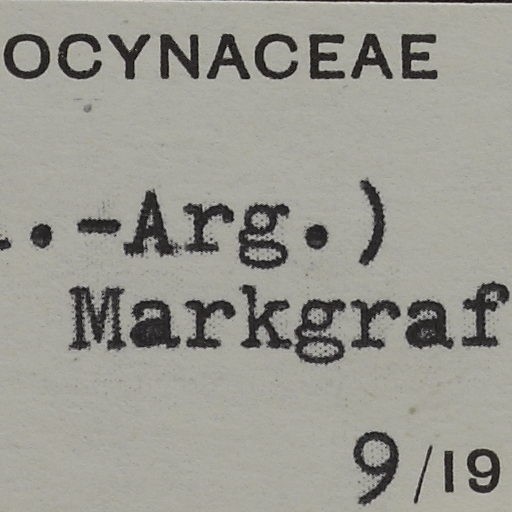 OCYNACEAE
.-Arg.)
Markgraf
9/19